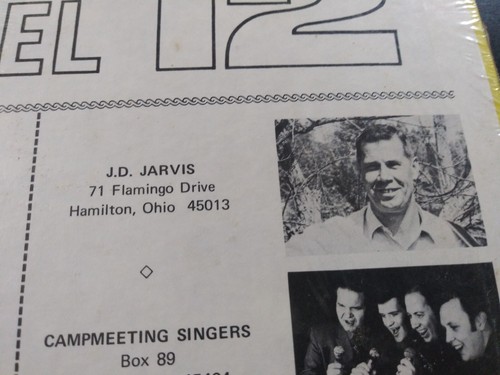 EL 12
J.D. JARVIS
71 Flamingo Drive
Hamilton, Ohio 45013
CAMPMEETING SINGERS
Box 89